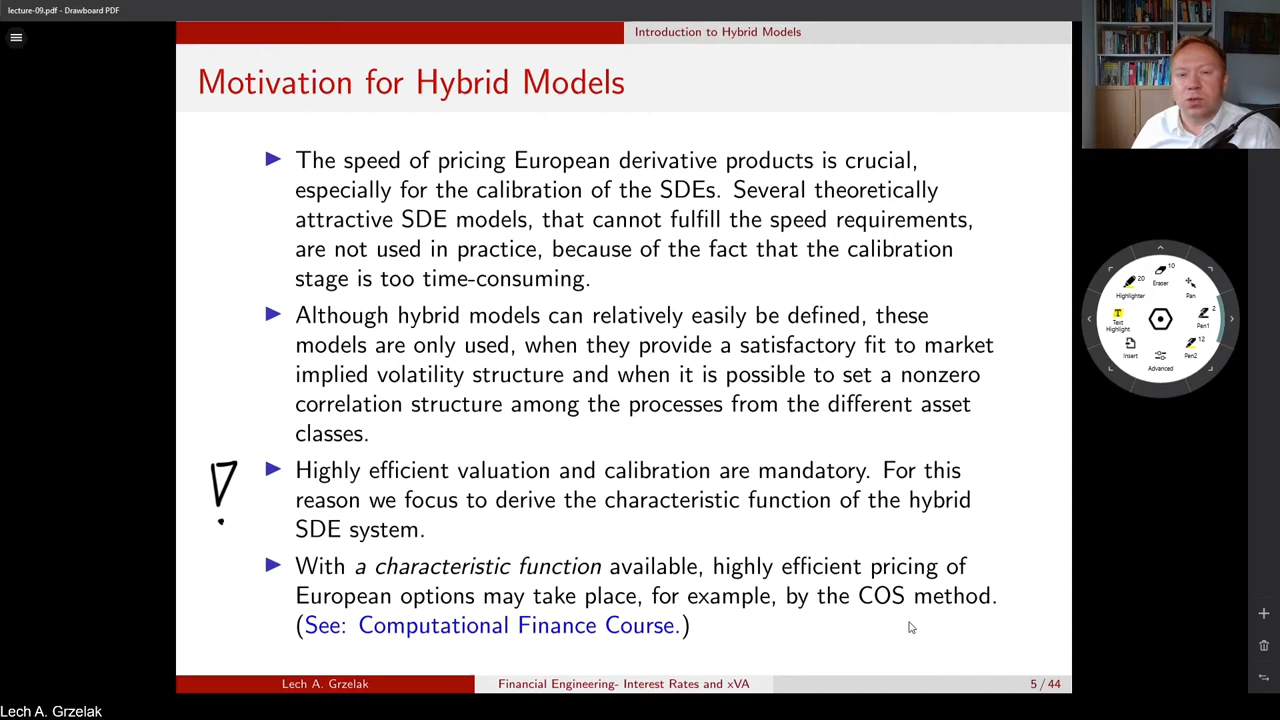 lecture-09.pdf - Drawboard PDF
Introduction to Hybrid Models
Motivation for Hybrid Models
The speed of pricing European derivative products is crucial,
especially for the calibration of the SDEs. Several theoretically
attractive SDE models, that cannot fulfill the speed requirements,
are not used in practice, because of the fact that the calibration
stage is too time-consuming.
Although hybrid models can relatively easily be defined, these
models are only used, when they provide a satisfactory fit to market
implied volatility structure and when it is possible to set a nonzero
correlation structure among the processes from the different asset
classes.
!
Highly efficient valuation and calibration are mandatory. For this
reason we focus to derive the characteristic function of the hybrid
SDE system.
With a characteristic function available, highly efficient pricing of
European options may take place, for example, by the COS method.
(See: Computational Finance Course.)
Lech A. Grzelak
Financial Engineering- Interest Rates and xVA
5 / 44
Lech A. Grzelak
10
Eraser
20
Highlighter
Pan
T
Text
Highlight
2
Pen1
Insert
12
Pen2
Advanced